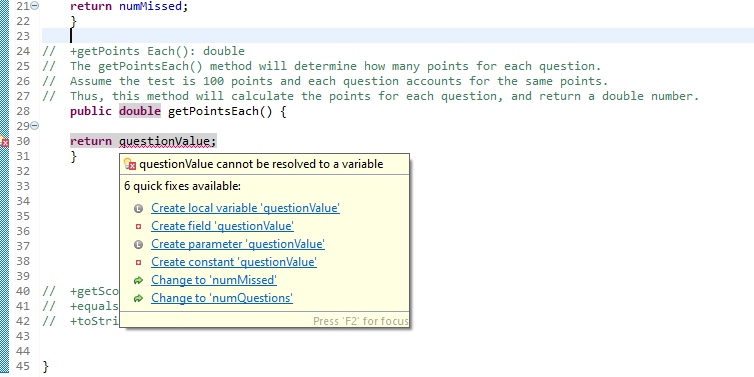 21 return numMissed;
22 }
23
24 // +getPoints Each(): double
25 // The getPointsEach() method will determine how many points for each question.
26 // Assume the test is 100 points and each question accounts for the same points.
27 // Thus, this method will calculate the points for each question, and return a double number.
28 public double getPointsEach() {
29
30 return questionValue;
31 }
questionValue cannot be resolved to a variable
32
6 quick fixes available:
33
Create local variable 'questionValue'
34
Create field 'questionValue'
35
36
Create parameter 'questionValue'
37
Create constant 'questionValue'
38
39
Change to 'numMissed'
40 // +getSco
Change to 'numQuestions'
41 // +equals
42 // +toStri
Press 'F2' for focus
43
44
45 }